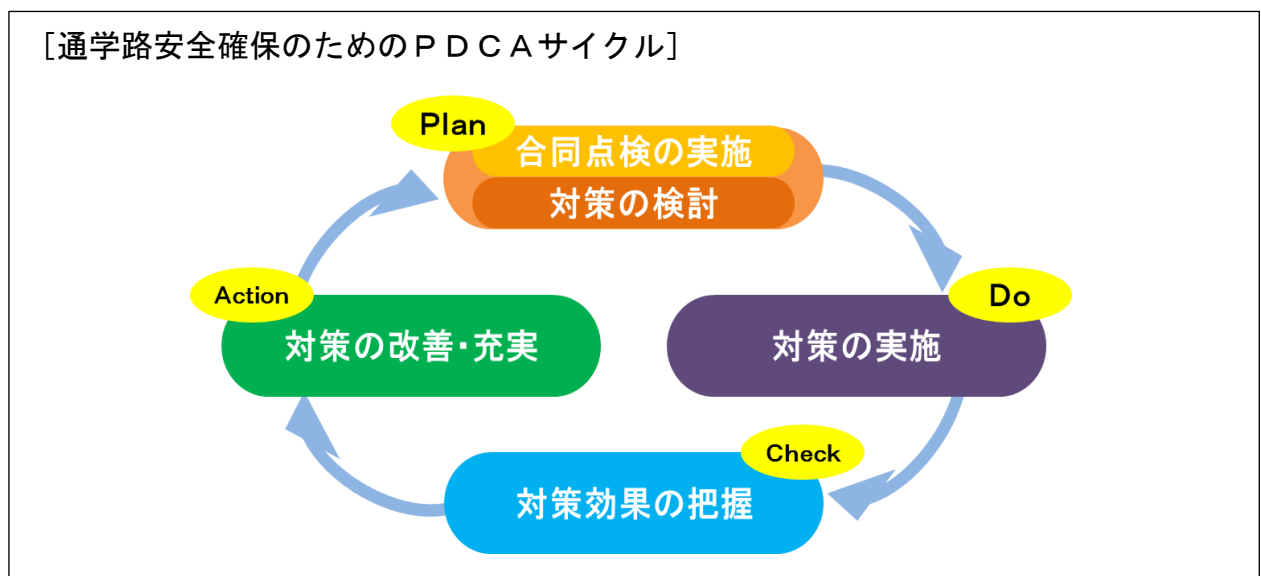 ［通学路安全確保のためのＰＤＣＡサイクル］
Plan
合同点検の実施
対策の検討
Action
Do
対策の改善・充実
対策の実施
Check
対策効果の把握